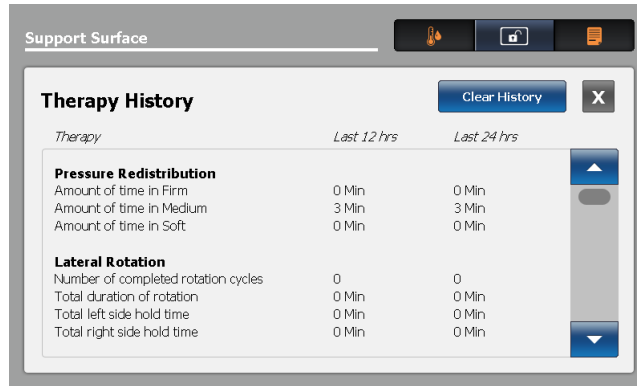 Support Surface
Therapy History
Clear History
X
Therapy Last 12 hrs Last 24 hrs
Pressure Redistribution
Amount of time in Firm 0 Min 0 Min
Amount of time in Medium 3 Min 3 Min
Amount of time in Soft 0 Min 0 Min
Lateral Rotation
Number of completed rotation cycles 0 0
Total duration of rotation 0 Min 0 Min
Total left side hold time 0 Min 0 Min
Total right side hold time 0 Min 0 Min